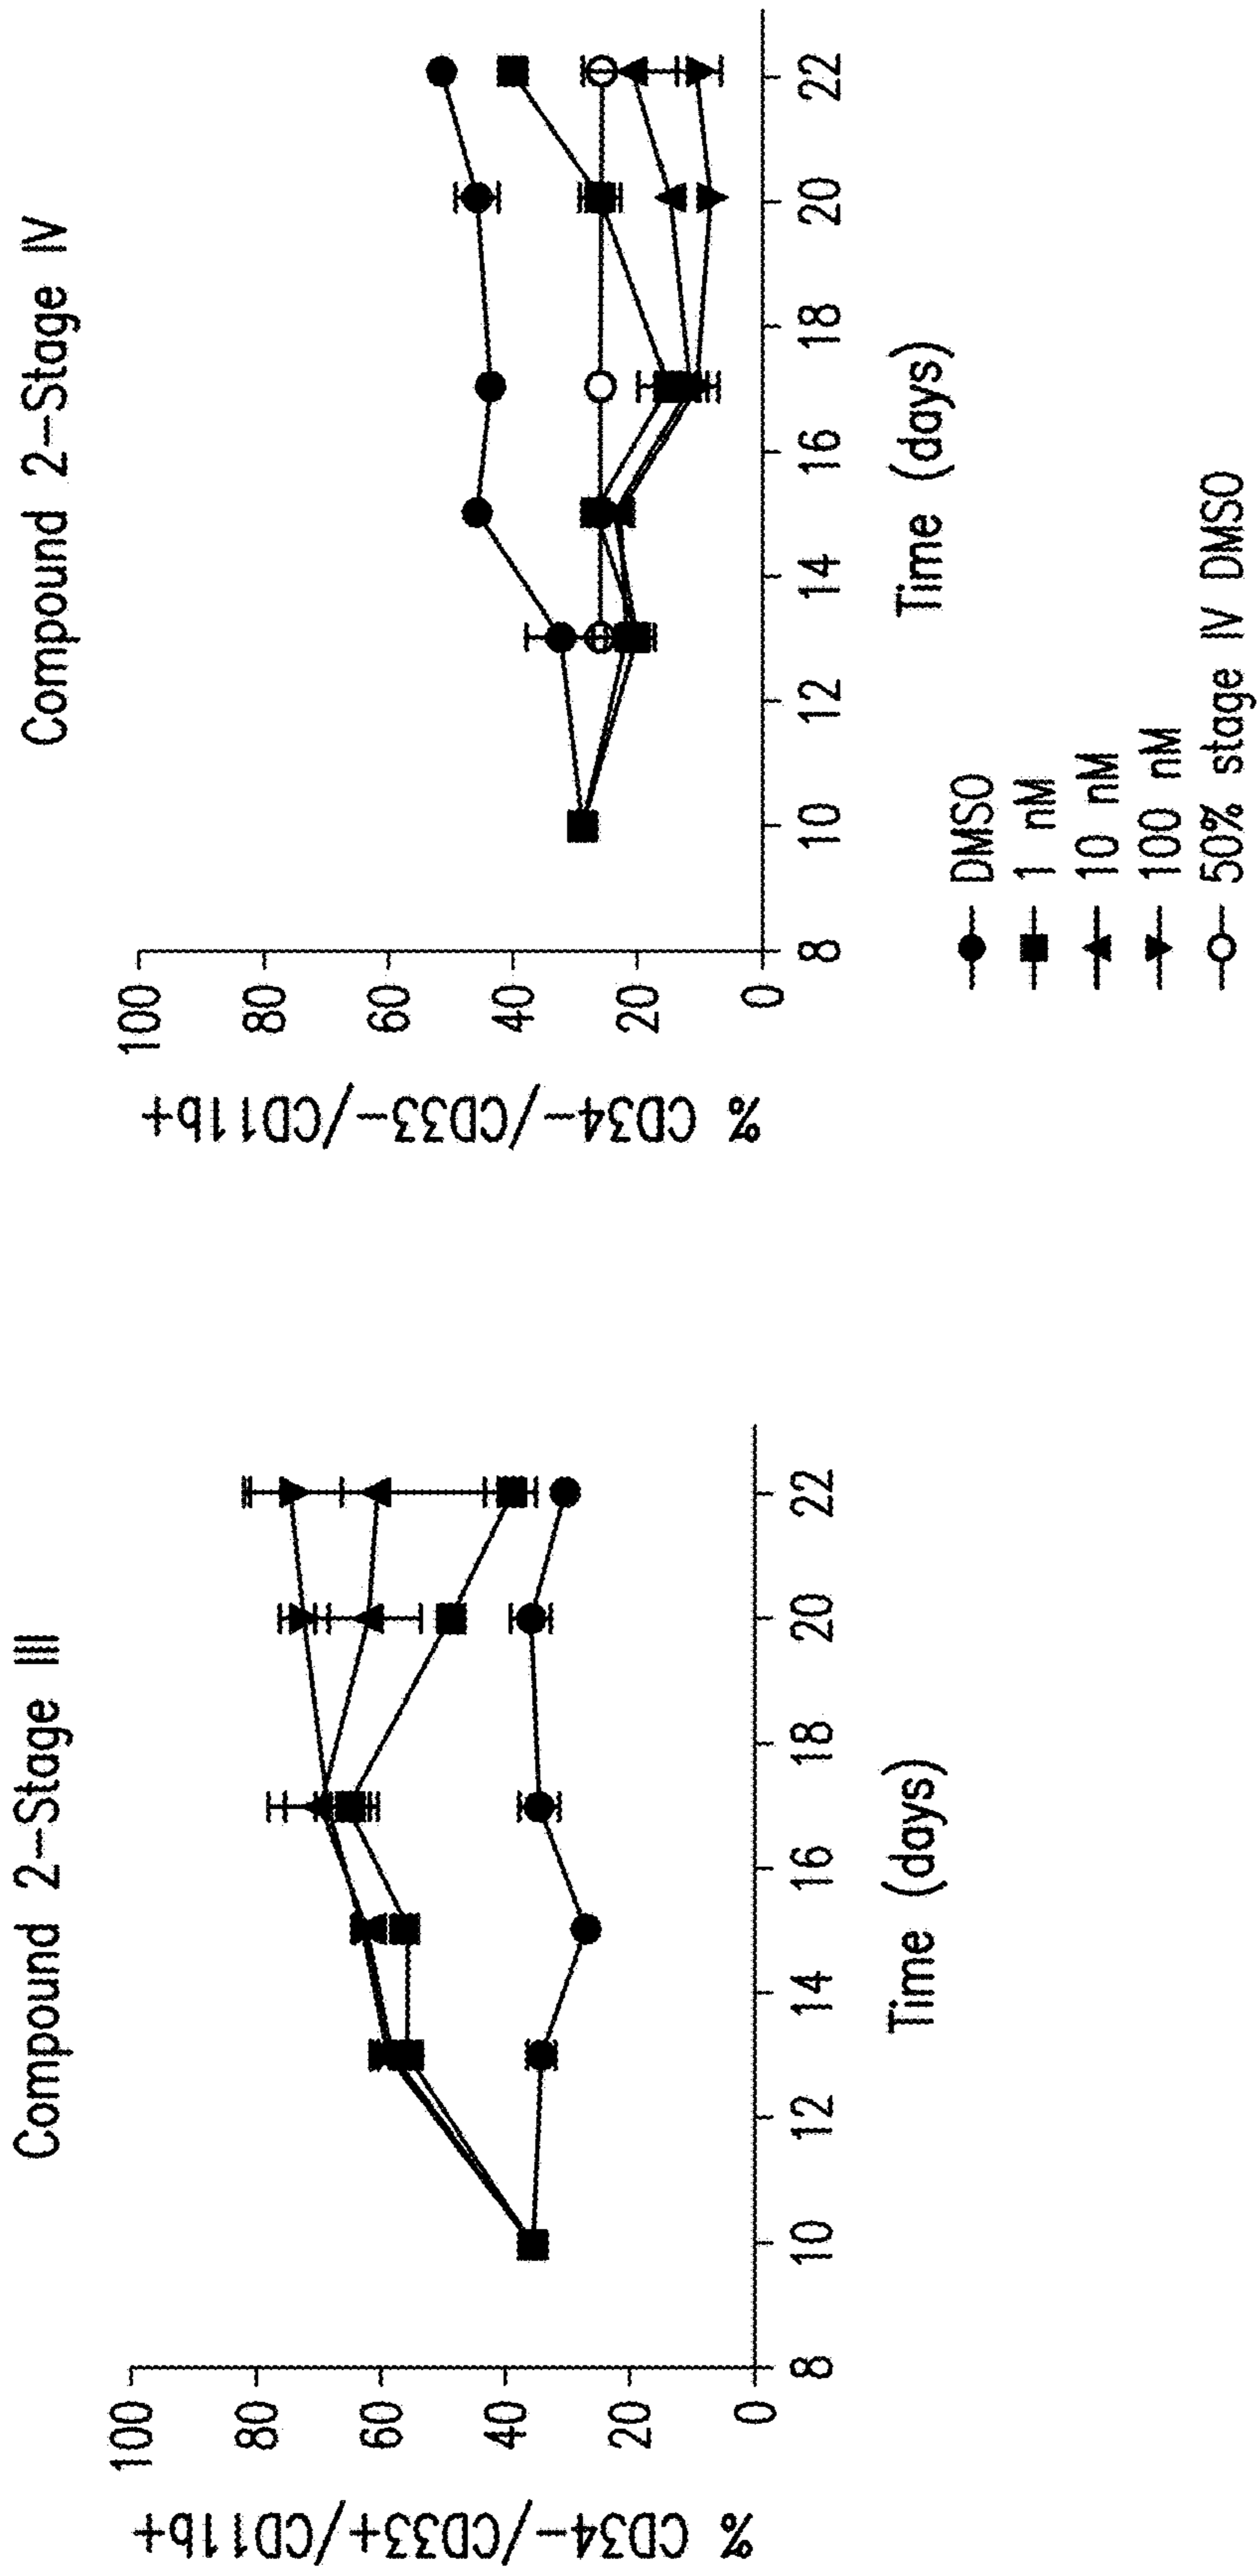 Compound 2-Stage III
% CD34-/CD33+/CD11b+
100
80
60
40
20
0
8 10 12 14 16 18 20 22
Time (days)
Compound 2-Stage IV
% CD34-/CD33-/CD11b+
100
80
60
40
20
0
8 10 12 14 16 18 20 22
Time (days)
DMSO
1 nM
10 nM
100 nM
50% stage IV DMSO